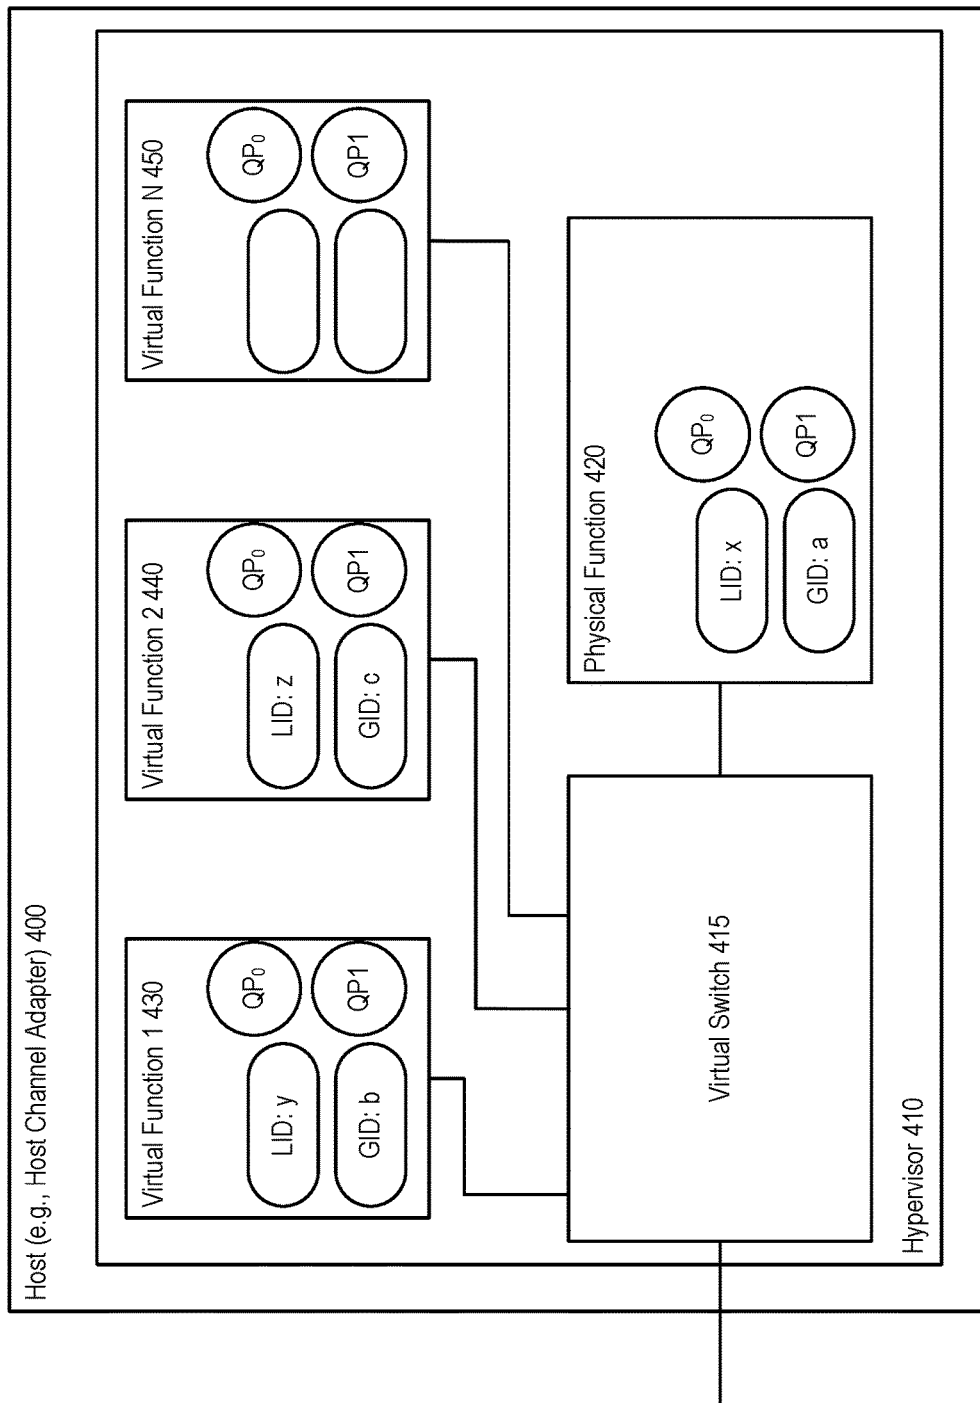 Host (e.g., Host Channel Adapter) 400
Virtual Function 1 430
QP0
LID: y
QP1
GID: b
Virtual Function 2 440
QP0
LID: z
QP1
GID: c
Virtual Function N 450
QP0
QP1
Virtual Switch 415
Physical Function 420
QP0
LID: x
QP1
GID: a
Hypervisor 410